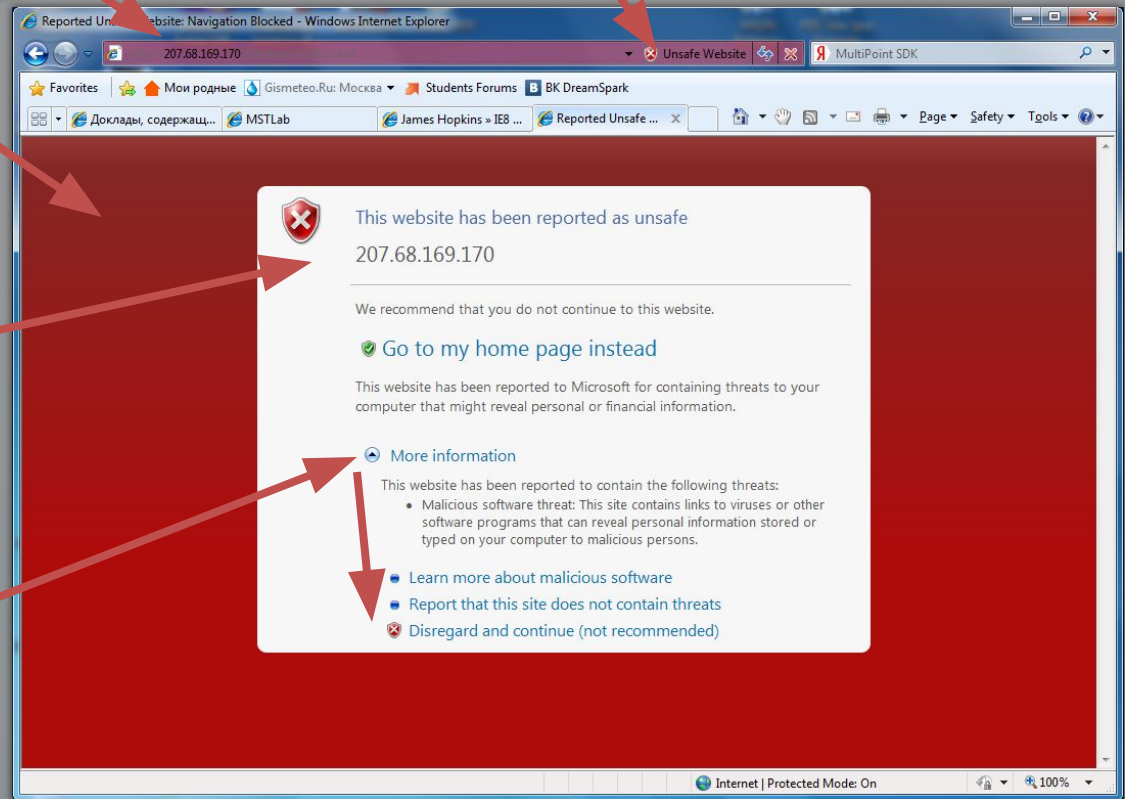 Reported Un ebsite: Navigation Blocked - Windows Internet Explorer
207.68.169.170
Unsafe Website
MultiPoint SDK
Favorites
Мои родные
Gismeteo.Ru: Москва
Students Forums
BK DreamSpark
Доклады, содержащ...
MSTLab
James Hopkins » IE8 ...
Reported Unsafe ...
Page
Safety
Tools
This website has been reported as unsafe
207.68.169.170
We recommend that you do not continue to this website.
Go to my home page instead
This website has been reported to Microsoft for containing threats to your
computer that might reveal personal or financial information.
More information
This website has been reported to contain the following threats:
• Malicious software threat: This site contains links to viruses or other
software programs that can reveal personal information stored or
typed on your computer to malicious persons.
Learn more about malicious software
Report that this site does not contain threats
Disregard and continue (not recommended)
Internet | Protected Mode: On
100%